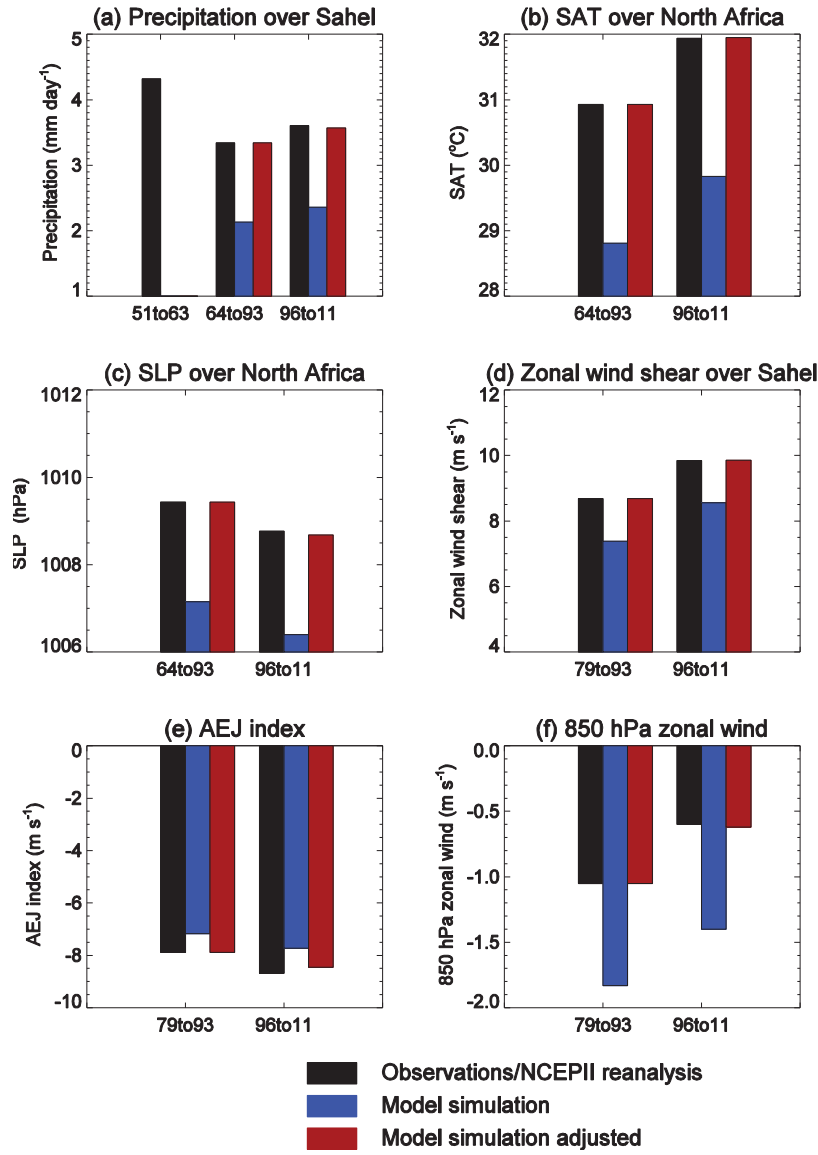 (a) Precipitation over Sahel
Precipitation (mm day⁻¹)
5
4
3
2
1
51to63 64to93 96to11
(b) SAT over North Africa
SAT (ºC)
32
31
30
29
28
64to93 96to11
(c) SLP over North Africa
SLP (hPa)
1012
1010
1008
1006
64to93 96to11
(d) Zonal wind shear over Sahel
Zonal wind shear (m s⁻¹)
12
10
8
6
4
79to93 96to11
(e) AEJ index
AEJ index (m s⁻¹)
0
-2
-4
-6
-8
-10
79to93 96to11
(f) 850 hPa zonal wind
850 hPa zonal wind (m s⁻¹)
0.0
-0.5
-1.0
-1.5
-2.0
79to93 96to11
Observations/NCEPII reanalysis
Model simulation
Model simulation adjusted